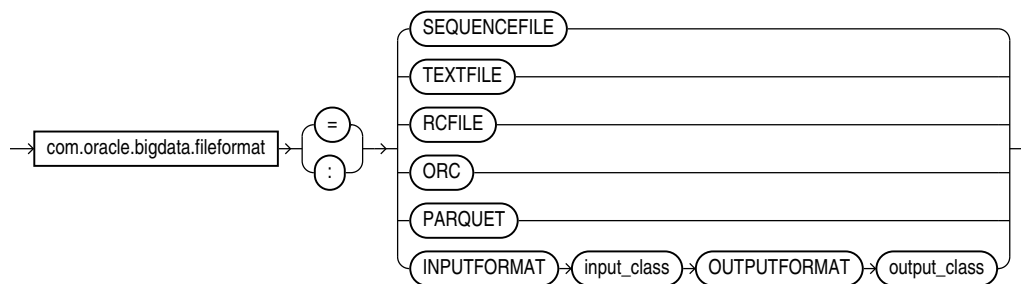 SEQUENCEFILE
TEXTFILE
RCFILE
com.oracle.bigdata.fileformat = :
ORC
PARQUET
INPUTFORMAT input_class OUTPUTFORMAT output_class